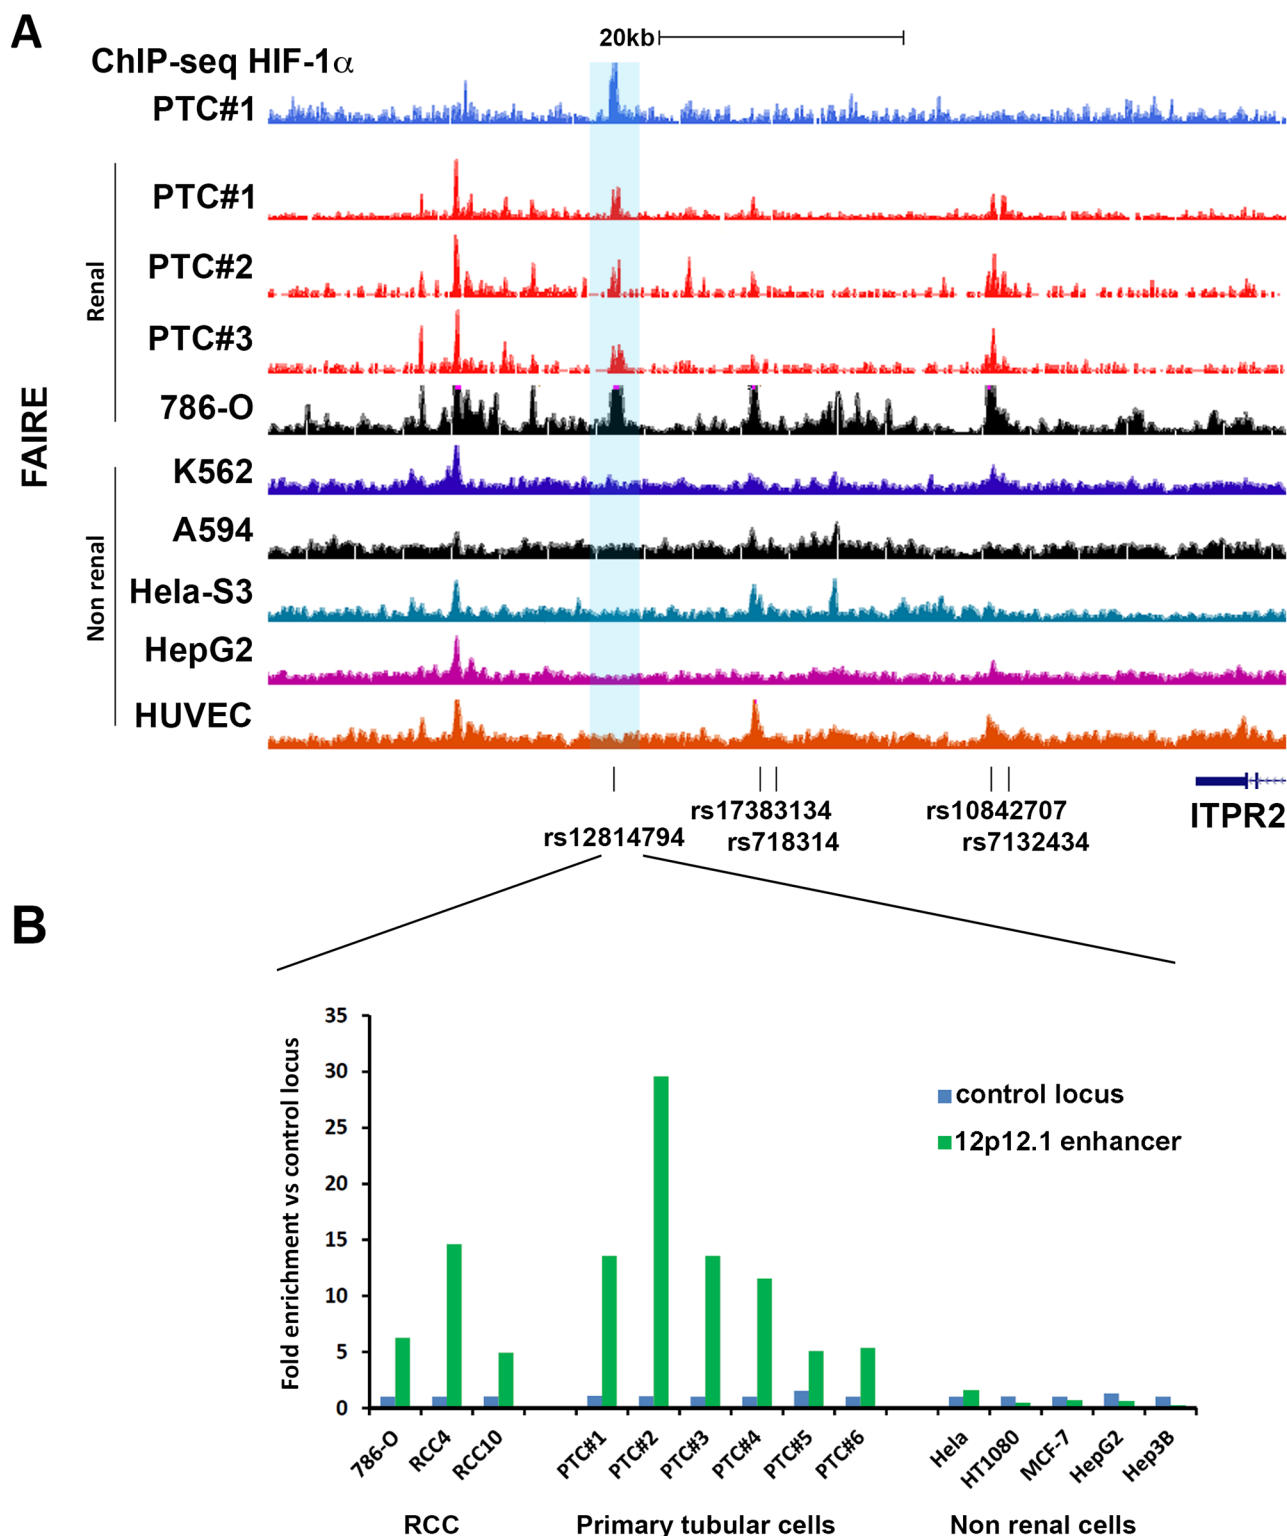 A
20kb
ChIP-seq HIF-1α
PTC#1
PTC#1
PTC#2
PTC#3
786-O
K562
A594
Hela-S3
HepG2
HUVEC
Renal
Non renal
FAIRE
rs17383134
rs10842707
ITPR2
rs12814794
rs718314
rs7132434
B
35
30
25
20
15
10
5
0
Fold enrichment vs control locus
control locus
12p12.1 enhancer
786-O
RCC4
RCC10
PTC#1
PTC#2
PTC#3
PTC#4
PTC#5
PTC#6
Hela
HT1080
MCF-7
HepG2
Hep3B
RCC
Primary tubular cells
Non renal cells